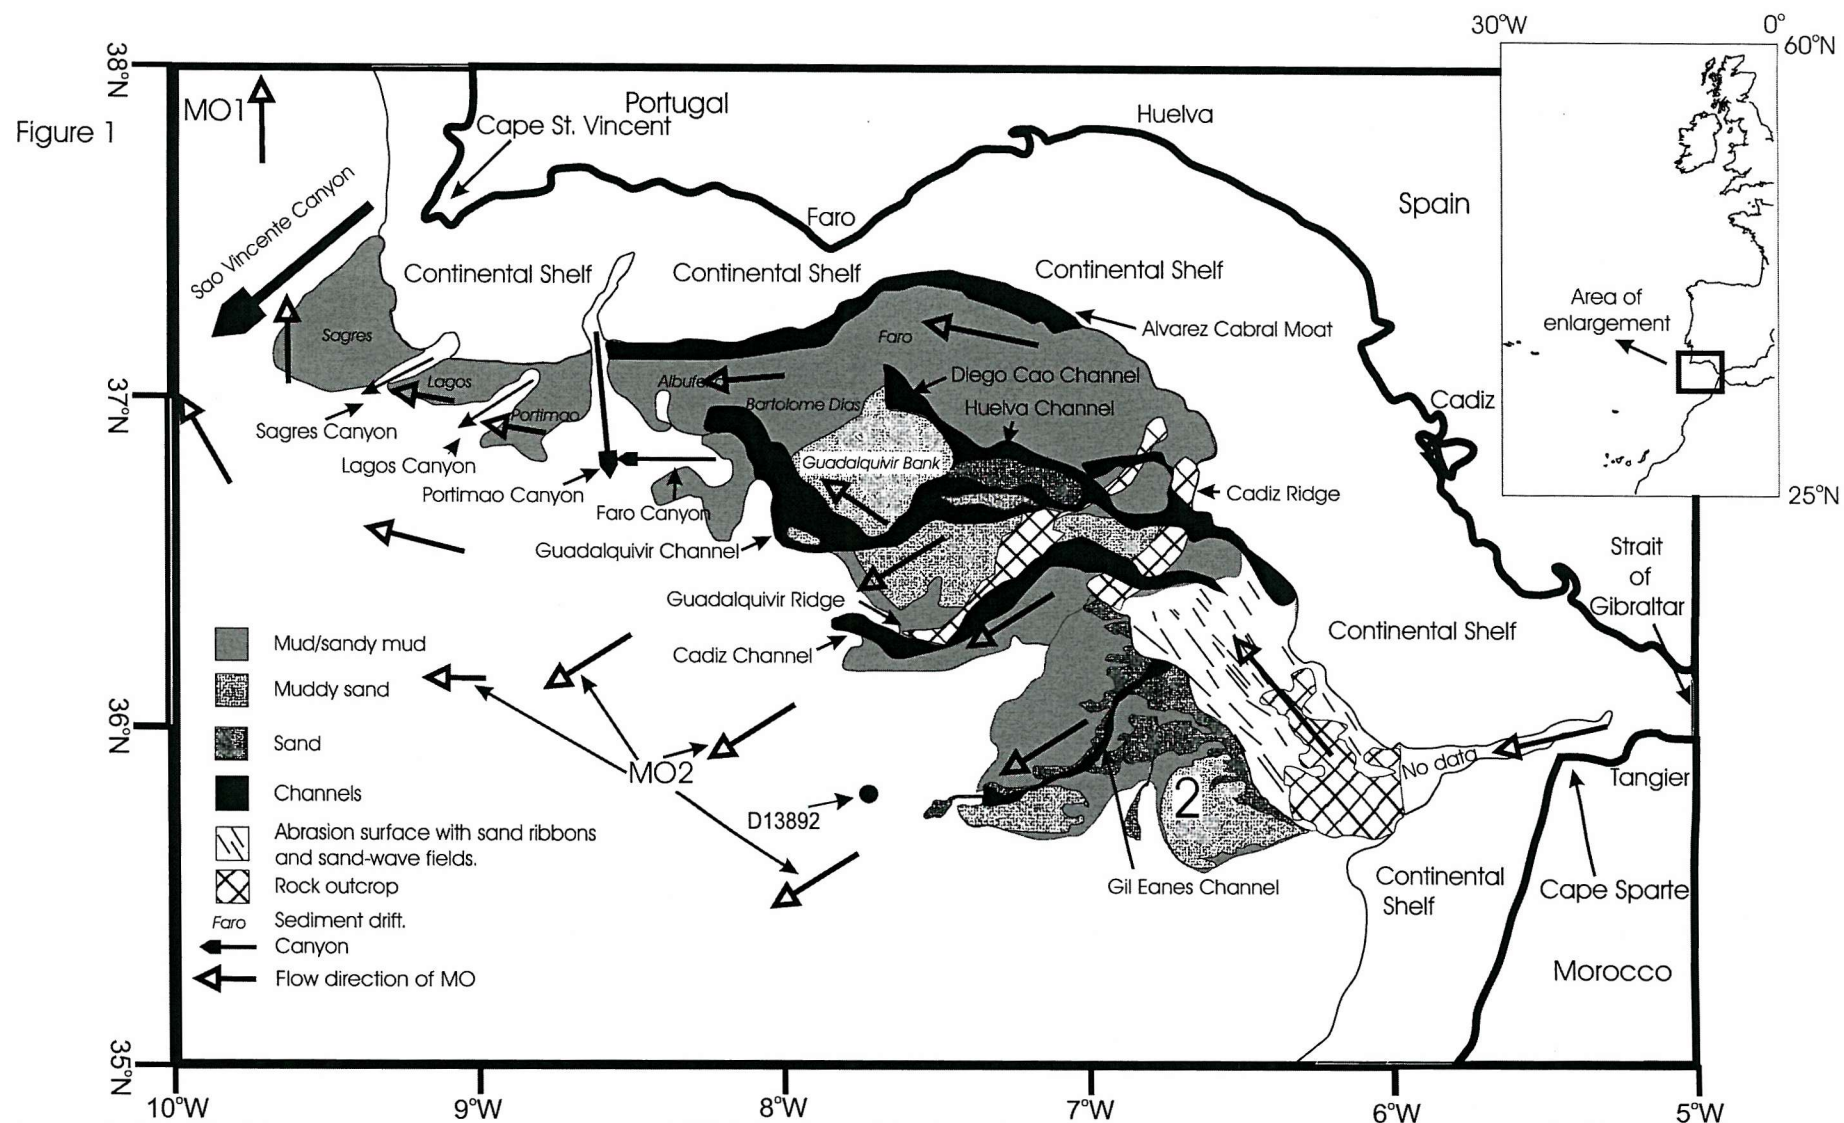 Figure 1
30°W
0°
60°N
25°N
Area of
enlargement
38°N
37°N
36°N
35°N
10°W
9°W
8°W
7°W
6°W
5°W
MO1
Portugal
Cape St. Vincent
Huelva
Spain
Sao Vincente Canyon
Faro
Continental Shelf
Continental Shelf
Continental Shelf
Sagres
Faro
Alvarez Cabral Moat
Lagos
Diego Cao Channel
Portimao
Bartolome Dias
Huelva Channel
Cadiz
Sagres Canyon
Guadalquivir Bank
Lagos Canyon
Portimao Canyon
Cadiz Ridge
Faro Canyon
Guadalquivir Channel
Strait
of
Gibraltar
Guadalquivir Ridge
Continental Shelf
Cadiz Channel
MO2
No data
Tangier
2
D13892
Gil Eanes Channel
Continental
Shelf
Cape Sparte
Morocco
Mud/sandy mud
Muddy sand
Sand
Channels
Abrasion surface with sand ribbons
and sand-wave fields.
Rock outcrop
Faro Sediment drift.
Canyon
Flow direction of MO